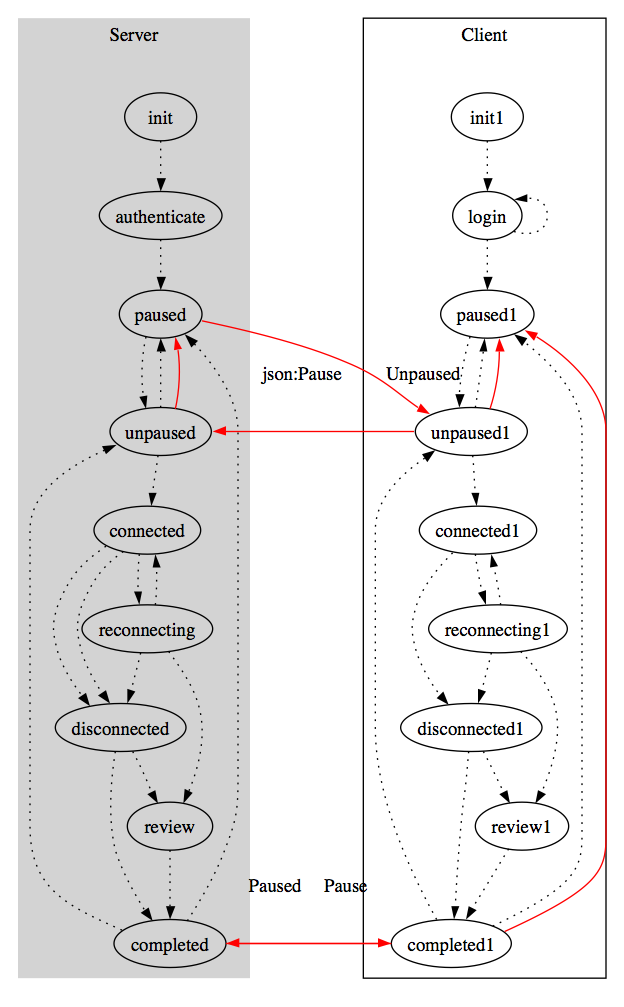 Server
Client
init
init1
authenticate
login
paused
paused1
json:Pause
Unpaused
unpaused
unpaused1
connected
connected1
reconnecting
reconnecting1
disconnected
disconnected1
review
review1
Paused
Pause
completed
completed1